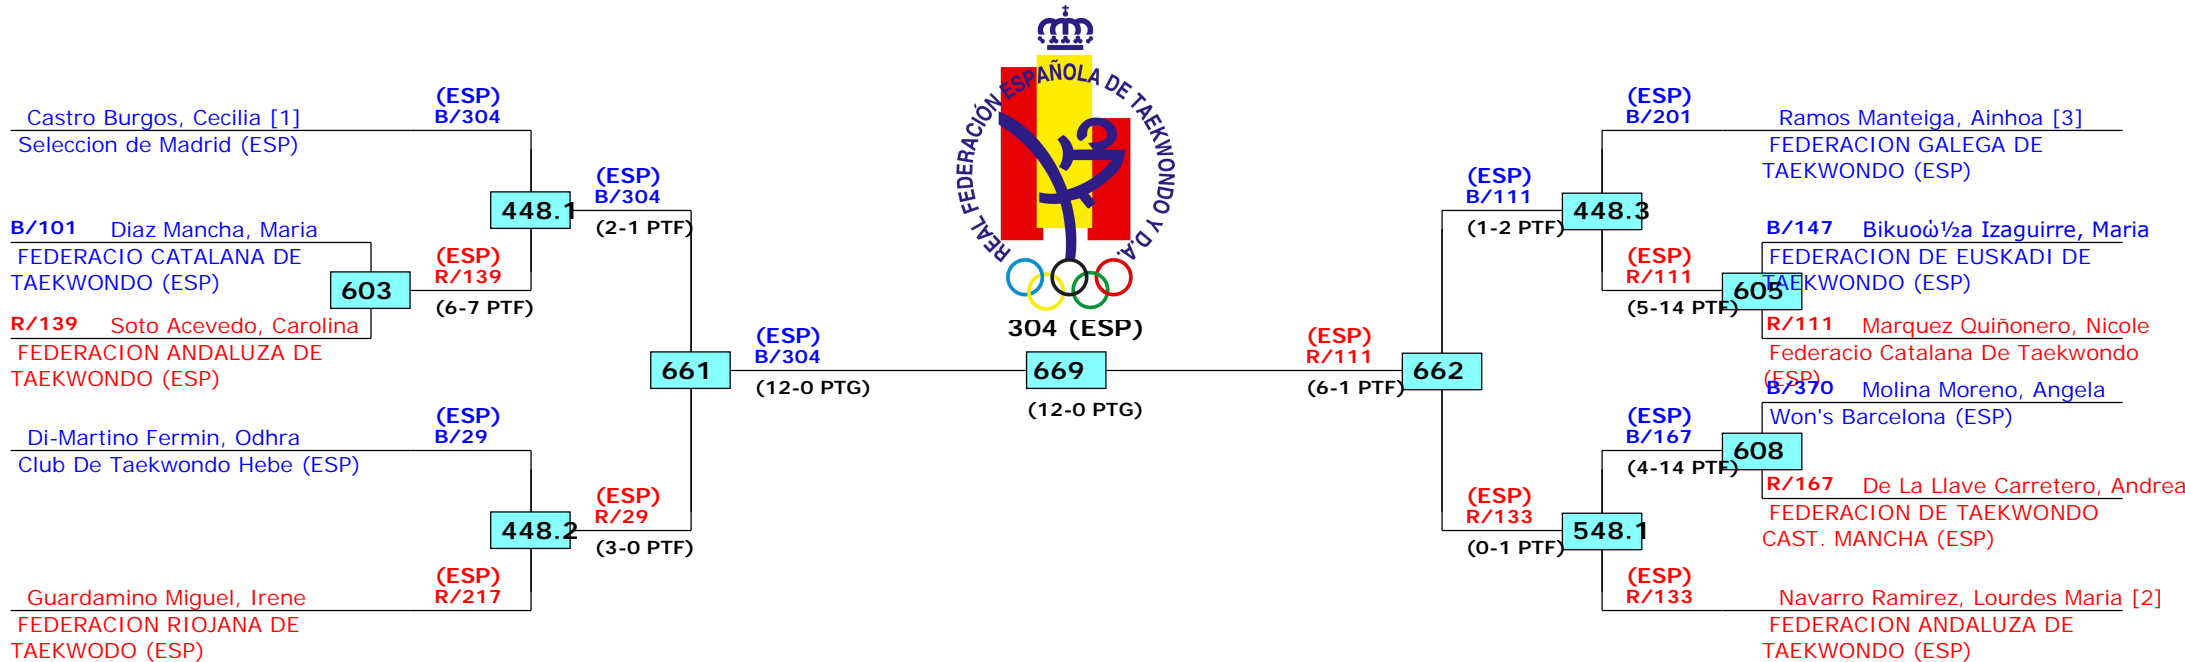 REAL FEDERACIÓN ESPAÑOLA DE TAEKWONDO Y D.A.
304 (ESP)
(ESP)
B/304
Castro Burgos, Cecilia [1]
Seleccion de Madrid (ESP)
448.1
(ESP)
B/304
(2-1 PTF)
B/101 Diaz Mancha, Maria
FEDERACIO CATALANA DE
TAEKWONDO (ESP)
603
(ESP)
R/139
(6-7 PTF)
R/139 Soto Acevedo, Carolina
FEDERACION ANDALUZA DE
TAEKWONDO (ESP)
661
(ESP)
B/304
(12-0 PTG)
(ESP)
B/29
Di-Martino Fermin, Odhra
Club De Taekwondo Hebe (ESP)
448.2
(ESP)
R/29
(3-0 PTF)
(ESP)
R/217
Guardamino Miguel, Irene
FEDERACION RIOJANA DE
TAEKWODO (ESP)
669
(12-0 PTG)
(ESP)
R/111
(6-1 PTF)
662
(ESP)
B/111
(1-2 PTF)
448.3
(ESP)
B/201
Ramos Manteiga, Ainhoa [3]
FEDERACION GALEGA DE
TAEKWONDO (ESP)
B/147 Bikuoὠ½a Izaguirre, Maria
FEDERACION DE EUSKADI DE
TAEKWONDO (ESP)
605
(ESP)
R/111
(5-14 PTF)
R/111 Marquez Quiñonero, Nicole
Federacio Catalana De Taekwondo
(ESP)
B/370 Molina Moreno, Angela
Won's Barcelona (ESP)
608
(ESP)
B/167
(4-14 PTF)
R/167 De La Llave Carretero, Andrea
FEDERACION DE TAEKWONDO
CAST. MANCHA (ESP)
548.1
(ESP)
R/133
(0-1 PTF)
(ESP)
R/133
Navarro Ramirez, Lourdes Maria [2]
FEDERACION ANDALUZA DE
TAEKWONDO (ESP)